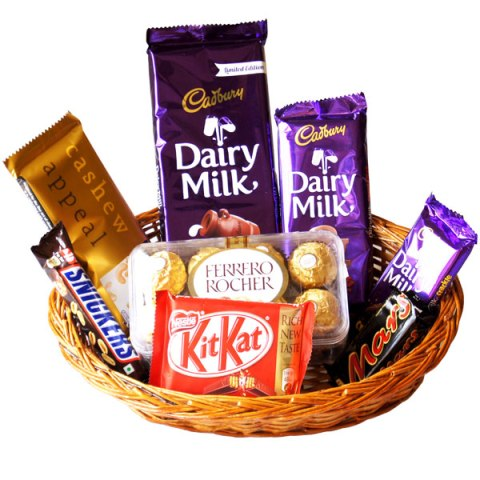 Limited Edition
Cadbury
Dairy
Milk
Cadbury
Dairy
Milk
cashew
appeal
Dairy
Milk
SNICKERS
FERRERO
ROCHER
Nestlé
KitKat
RICH
NEW
TASTE
Mars